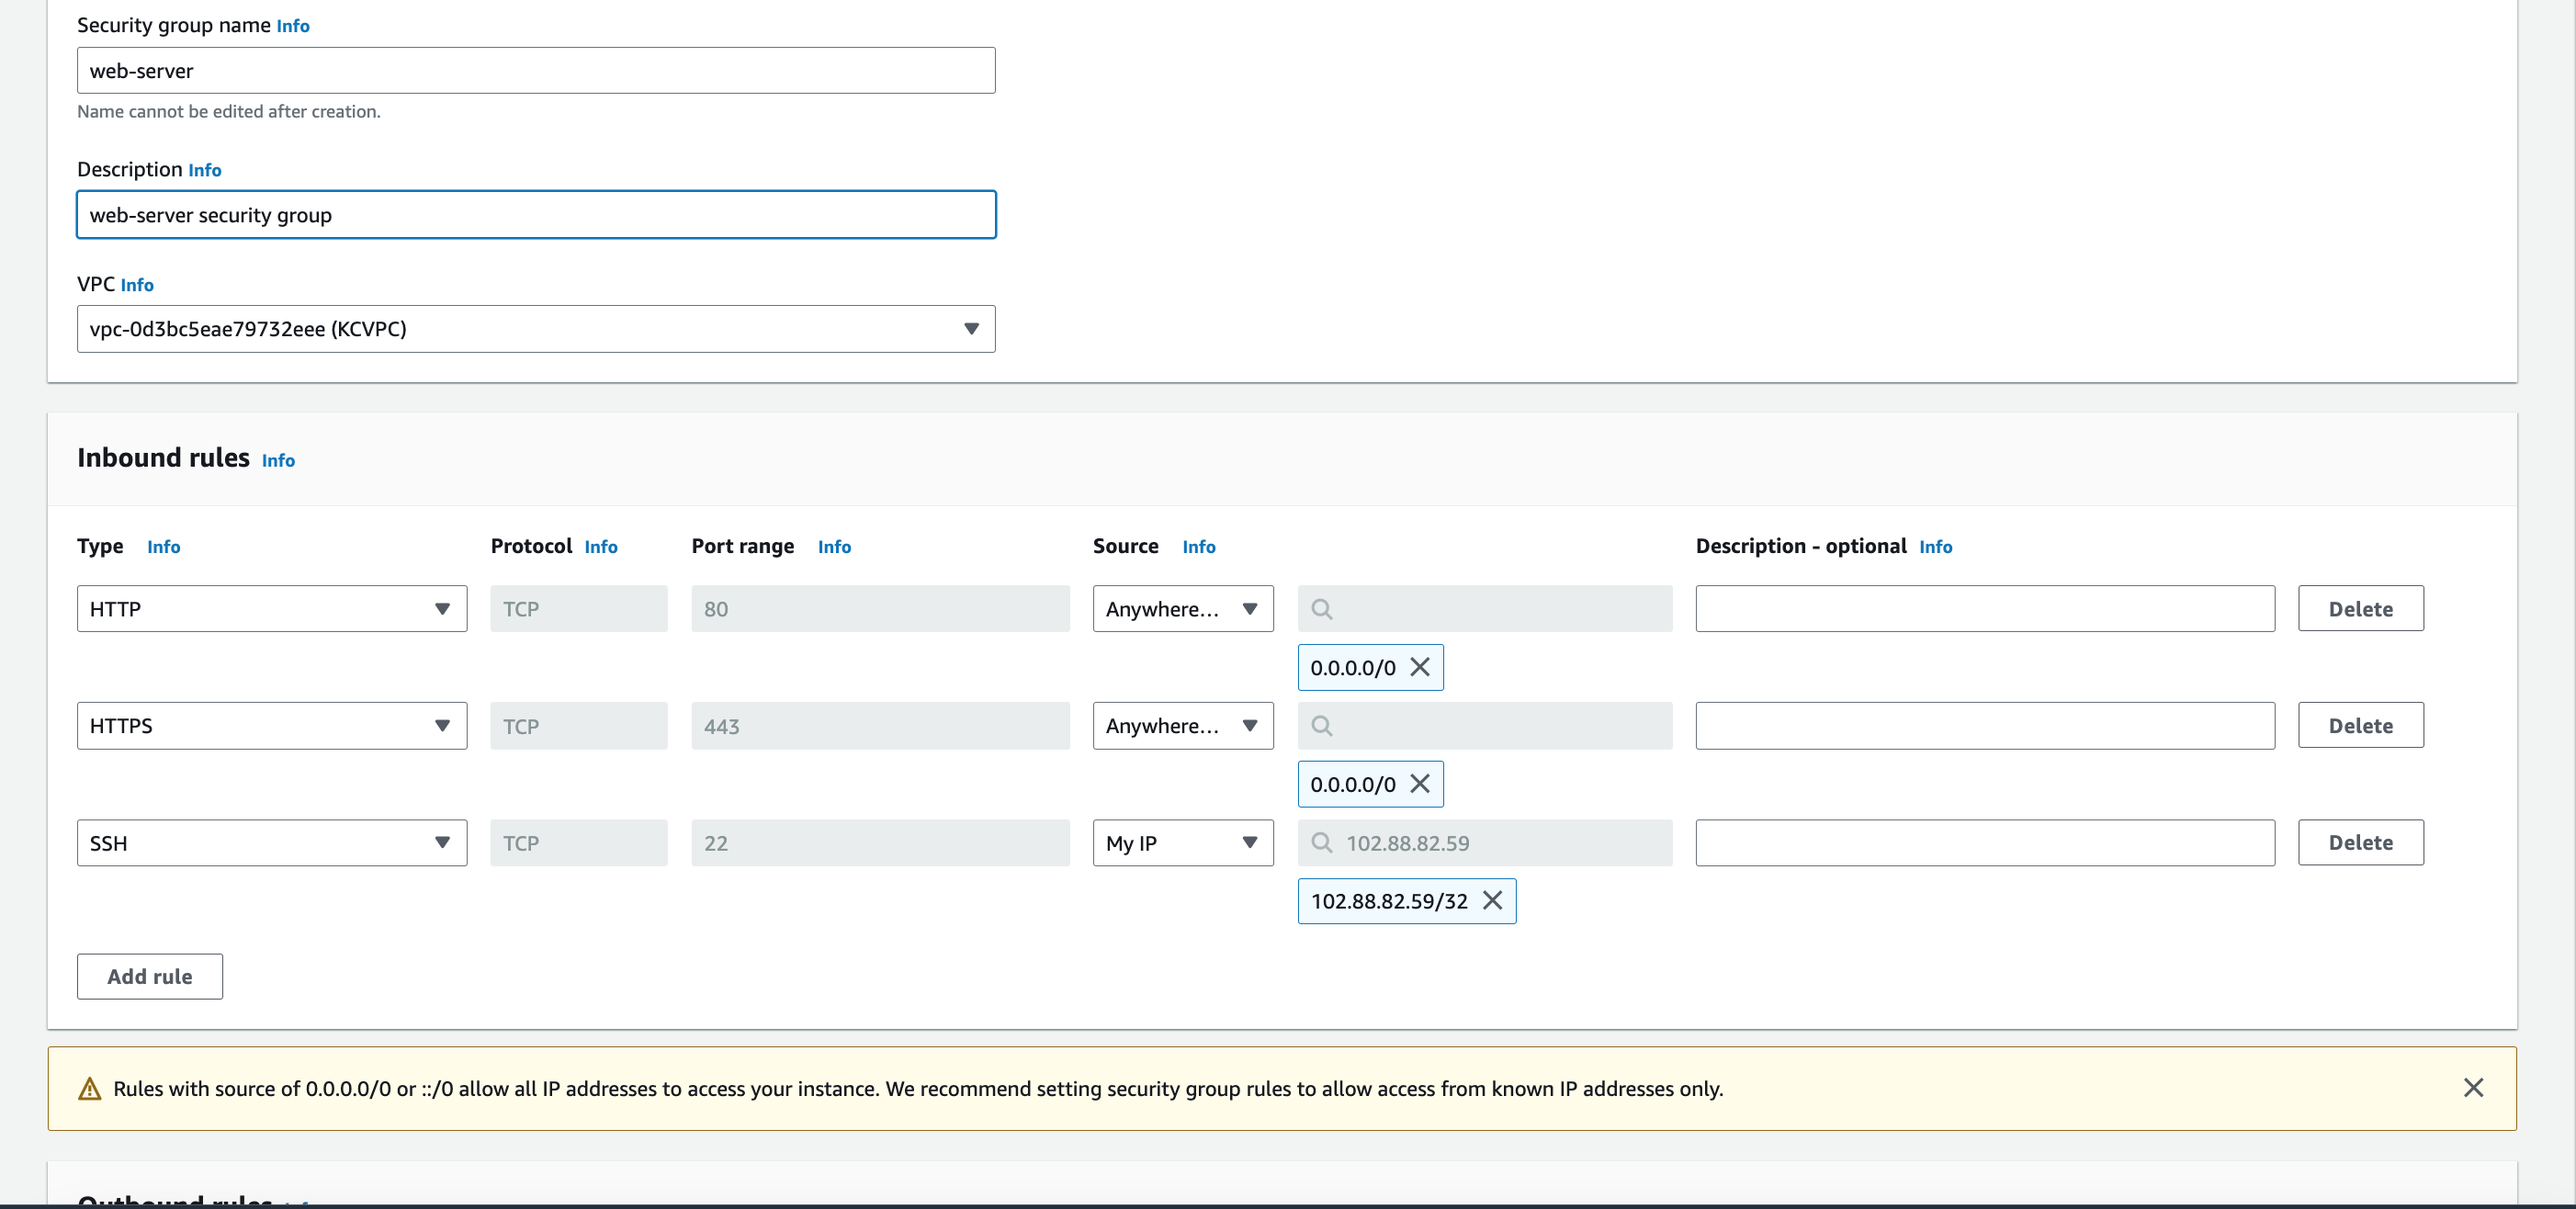 Security group name Info
web-server
Name cannot be edited after creation.
Description Info
web-server security group
VPC Info
vpc-0d3bc5eae79732eee (KCVPC)
Inbound rules Info
Type Info Protocol Info Port range Info Source Info Description - optional Info
HTTP TCP 80 Anywhere... Delete
0.0.0.0/0
HTTPS TCP 443 Anywhere... Delete
0.0.0.0/0
SSH TCP 22 My IP 102.88.82.59 Delete
102.88.82.59/32
Add rule
Rules with source of 0.0.0.0/0 or ::/0 allow all IP addresses to access your instance. We recommend setting security group rules to allow access from known IP addresses only.
Outbound rules Info